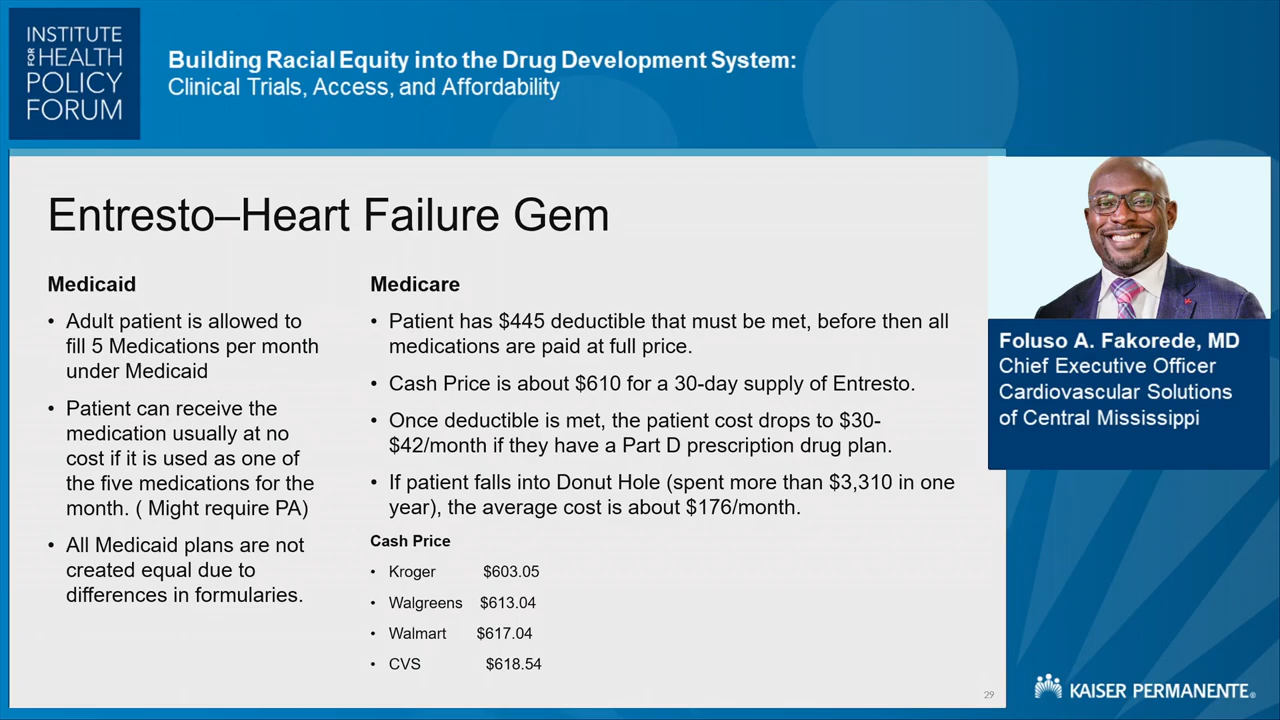 INSTITUTE
FOR HEALTH
POLICY
FORUM
Building Racial Equity into the Drug Development System:
Clinical Trials, Access, and Affordability
Entresto–Heart Failure Gem
Medicaid
• Adult patient is allowed to
fill 5 Medications per month
under Medicaid
• Patient can receive the
medication usually at no
cost if it is used as one of
the five medications for the
month. ( Might require PA)
• All Medicaid plans are not
created equal due to
differences in formularies.
Medicare
• Patient has $445 deductible that must be met, before then all
medications are paid at full price.
• Cash Price is about $610 for a 30-day supply of Entresto.
• Once deductible is met, the patient cost drops to $30-
$42/month if they have a Part D prescription drug plan.
• If patient falls into Donut Hole (spent more than $3,310 in one
year), the average cost is about $176/month.
Cash Price
• Kroger $603.05
• Walgreens $613.04
• Walmart $617.04
• CVS $618.54
29
Foluso A. Fakorede, MD
Chief Executive Officer
Cardiovascular Solutions
of Central Mississippi
KAISER PERMANENTE®